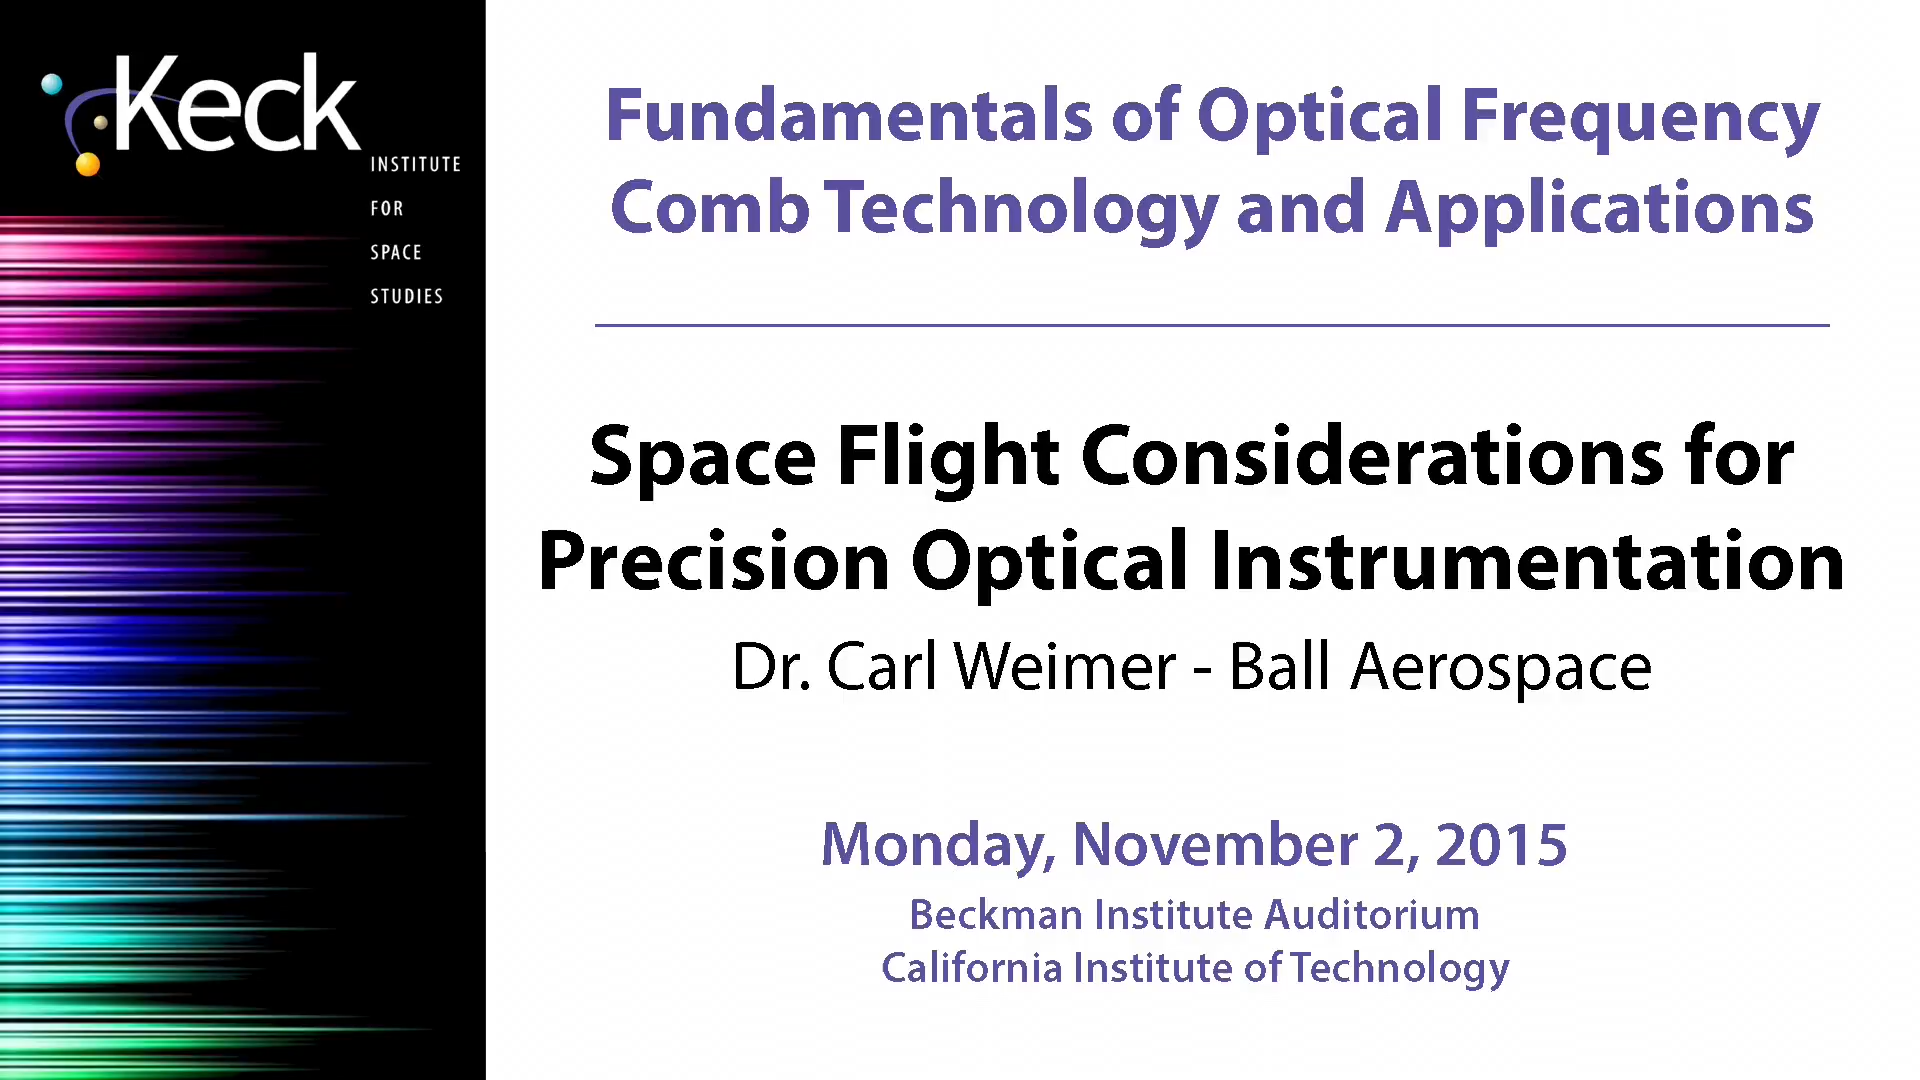 Keck
INSTITUTE
FOR
SPACE
STUDIES
Fundamentals of Optical Frequency
Comb Technology and Applications
Space Flight Considerations for
Precision Optical Instrumentation
Dr. Carl Weimer - Ball Aerospace
Monday, November 2, 2015
Beckman Institute Auditorium
California Institute of Technology